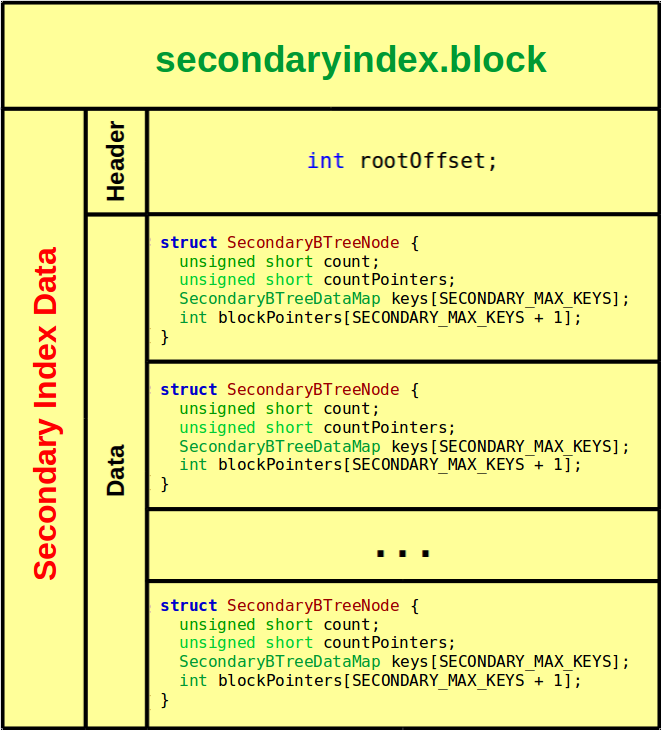 secondaryindex.block
Secondary Index Data
Header
int rootOffset;
Data
struct SecondaryBTreeNode {
  unsigned short count;
  unsigned short countPointers;
  SecondaryBTreeDataMap keys[SECONDARY_MAX_KEYS];
  int blockPointers[SECONDARY_MAX_KEYS + 1];
}
struct SecondaryBTreeNode {
  unsigned short count;
  unsigned short countPointers;
  SecondaryBTreeDataMap keys[SECONDARY_MAX_KEYS];
  int blockPointers[SECONDARY_MAX_KEYS + 1];
}
...
struct SecondaryBTreeNode {
  unsigned short count;
  unsigned short countPointers;
  SecondaryBTreeDataMap keys[SECONDARY_MAX_KEYS];
  int blockPointers[SECONDARY_MAX_KEYS + 1];
}